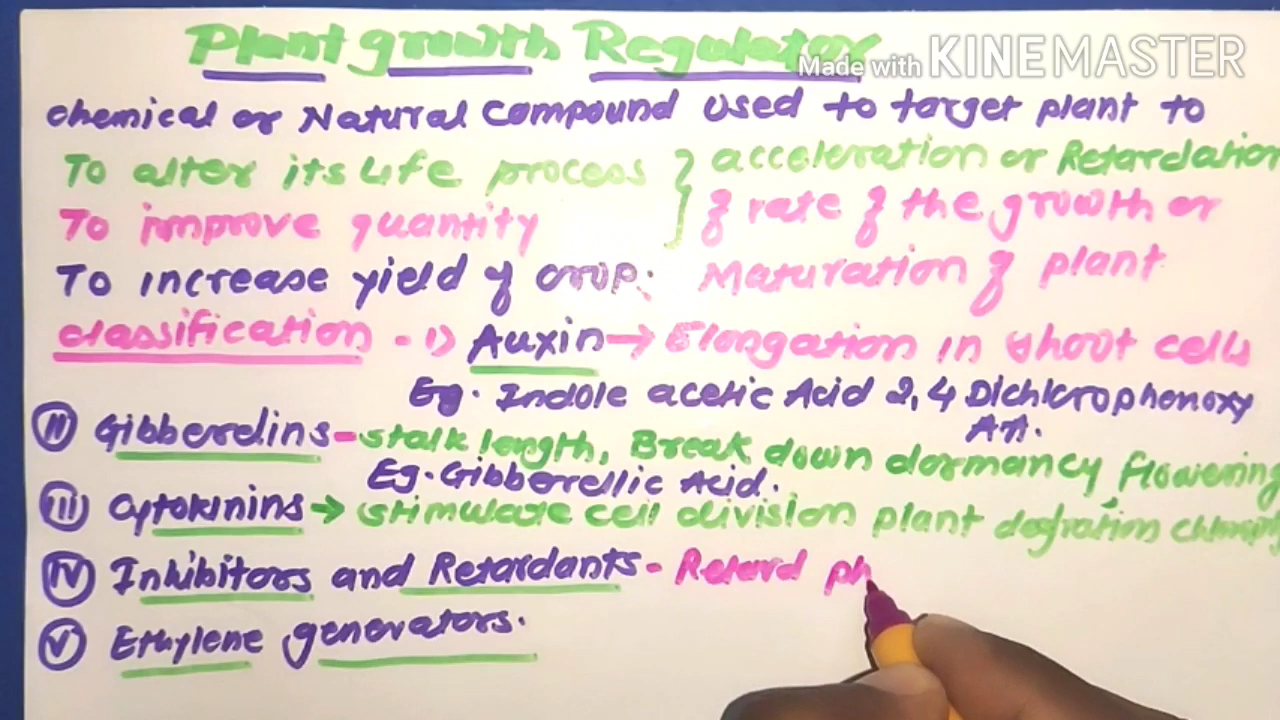 Plant growth Regulator
Made with KINEMASTER
chemical or Natural Compound used to target plant to
To alter its Life process } acceleration or Retardation
To improve quantity of rate of the growth or
To increase yield of crop. Maturation of plant
classification - 1) Auxin → Elongation in shoot cells
Eg. Indole acetic Acid 2,4 Dichlorophenoxy
AA.
II Gibberelins - stalk length, Break down dormancy flowering
Eg. Gibberellic Acid.
III Cytokinins → stimulate cell division plant
IV Inhibitors and Retardants - Retard ph
V Ethylene generators.